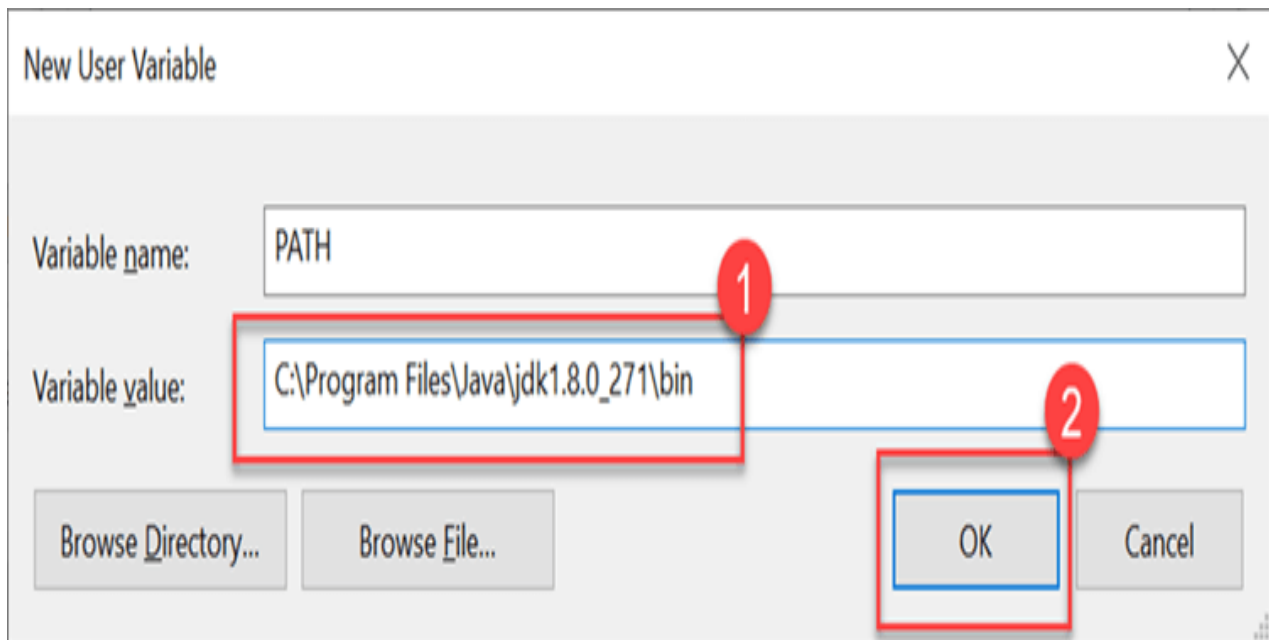 New User Variable
Variable name:
PATH
1
Variable value:
C:\Program Files\Java\jdk1.8.0_271\bin
2
Browse Directory...
Browse File...
OK
Cancel